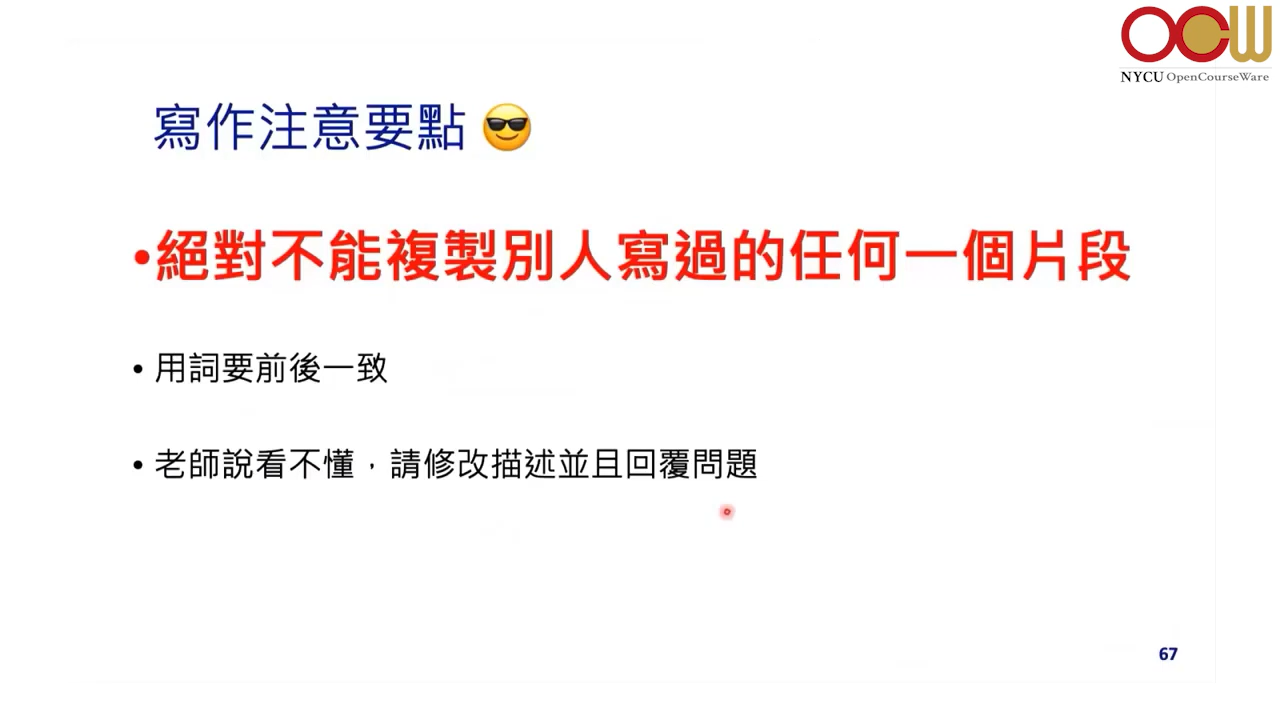 OCW
NYCU OpenCourseWare
寫作注意要點 😎
•絕對不能複製別人寫過的任何一個片段
• 用詞要前後一致
• 老師說看不懂，請修改描述並且回覆問題
67